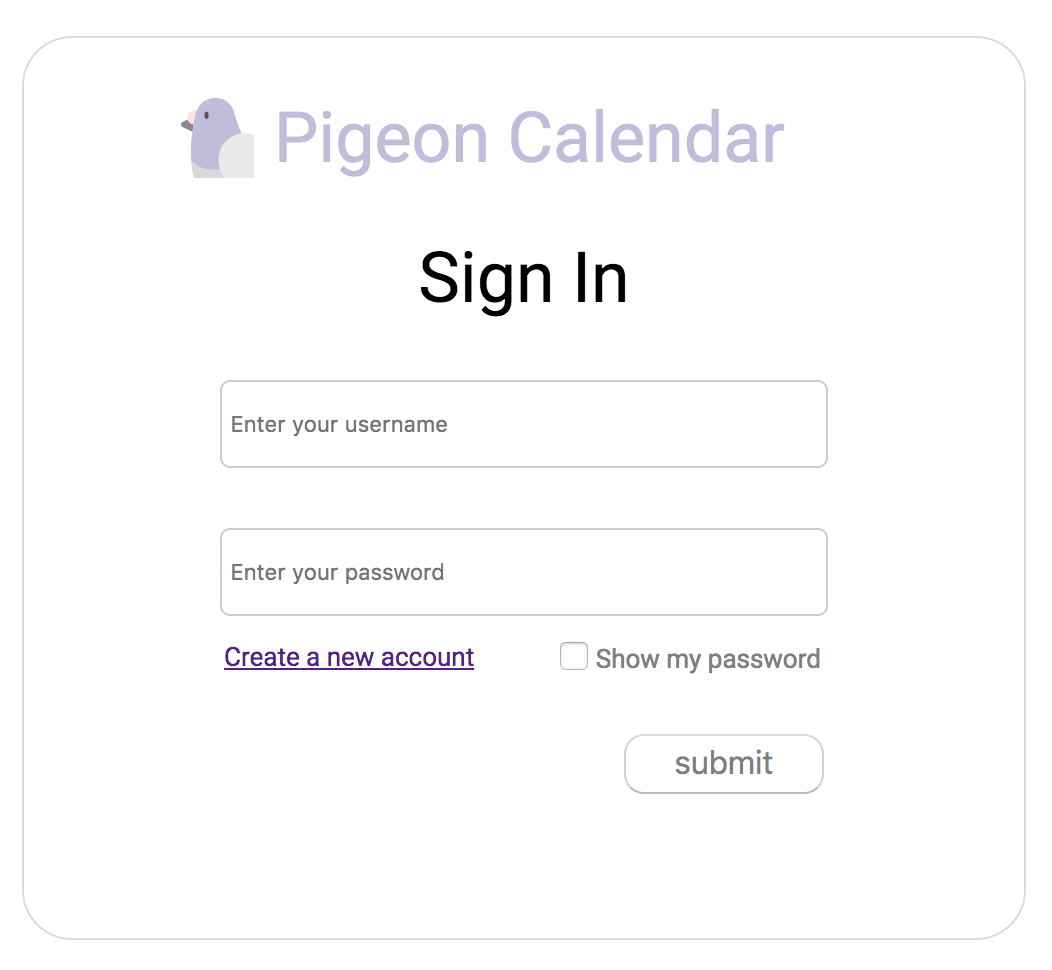 Pigeon Calendar
Sign In
Enter your username
Enter your password
Create a new account
Show my password
submit